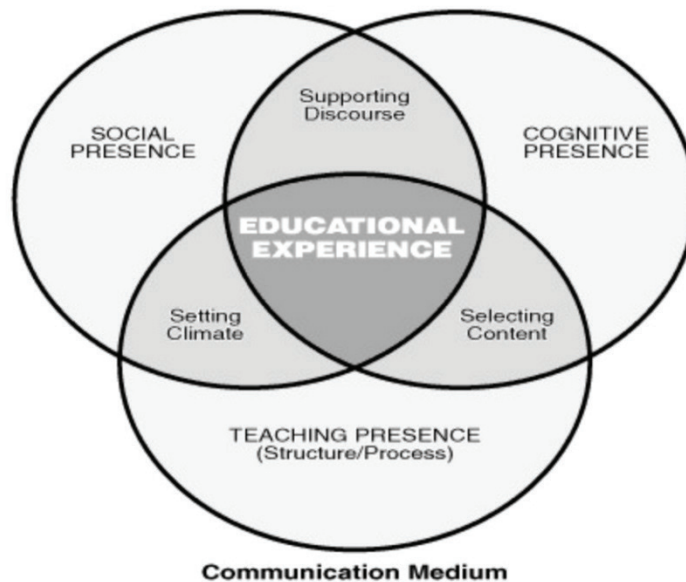 Supporting
Discourse
SOCIAL
PRESENCE
COGNITIVE
PRESENCE
EDUCATIONAL
EXPERIENCE
Setting
Climate
Selecting
Content
TEACHING PRESENCE
(Structure/Process)
Communication Medium